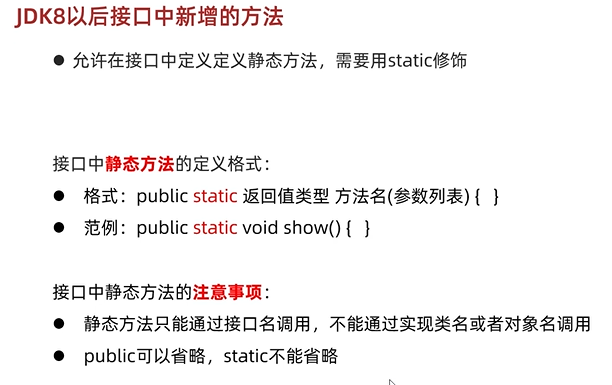 JDK8以后接口中新增的方法
● 允许在接口中定义定义静态方法，需要用static修饰
接口中静态方法的定义格式：
● 格式：public static 返回值类型 方法名(参数列表) {   }
● 范例：public static void show() {   }
接口中静态方法的注意事项：
● 静态方法只能通过接口名调用，不能通过实现类名或者对象名调用
● public可以省略，static不能省略